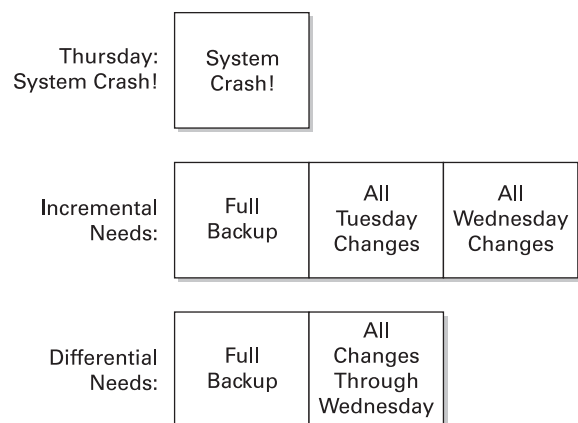 Thursday:
System Crash!
System
Crash!
Incremental
Needs:
Full
Backup
All
Tuesday
Changes
All
Wednesday
Changes
Differential
Needs:
Full
Backup
All
Changes
Through
Wednesday